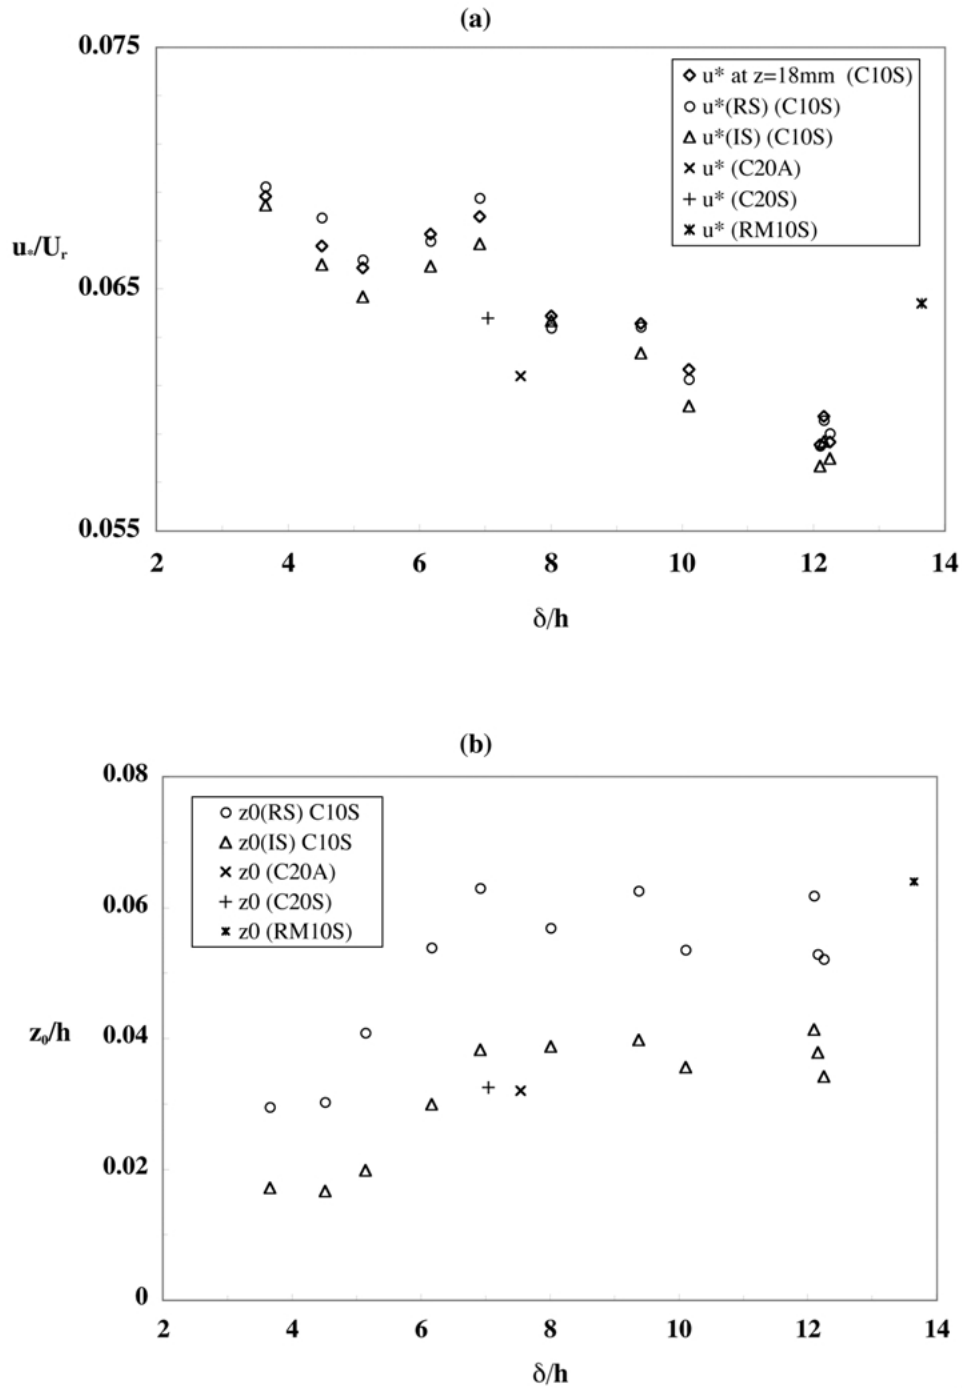 (a)
0.075
u* at z=18mm (C10S)
u*(RS) (C10S)
u*(IS) (C10S)
u* (C20A)
u* (C20S)
u* (RM10S)
u*/Ur
0.065
0.055
2 4 6 8 10 12 14
δ/h
(b)
0.08
z0(RS) C10S
z0(IS) C10S
z0 (C20A)
z0 (C20S)
z0 (RM10S)
0.06
z0/h
0.04
0.02
0
2 4 6 8 10 12 14
δ/h